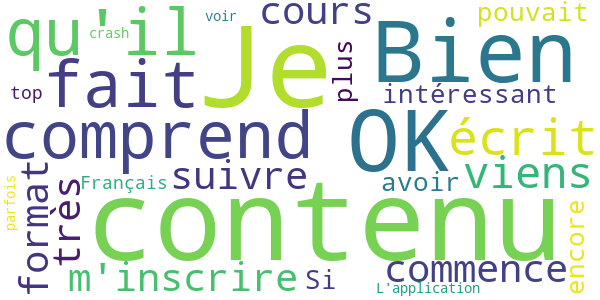 qu'il
crash
voir
cours
pouvait
Je
Bien
top
fait
plus
intéressant
comprend
OK
écrit
parfois
format
très
Français
suivre
avoir
viens
contenu
encore
m'inscrire
Si
commence
L'application